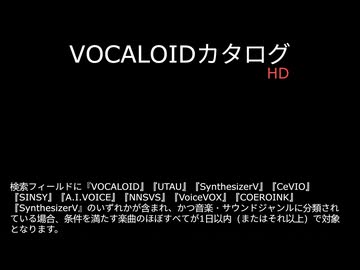 VOCALOIDカタログ
HD
検索フィールドに『VOCALOID』『UTAU』『SynthesizerV』『CeVIO』
『SINSY』『A.I.VOICE』『NNSVS』『VoiceVOX』『COEROINK』
『SynthesizerV』のいずれかが含まれ、かつ音楽・サウンドジャンルに分類され
ている場合、条件を満たす楽曲のほぼすべてが1日以内（またはそれ以上）で対象
となります。